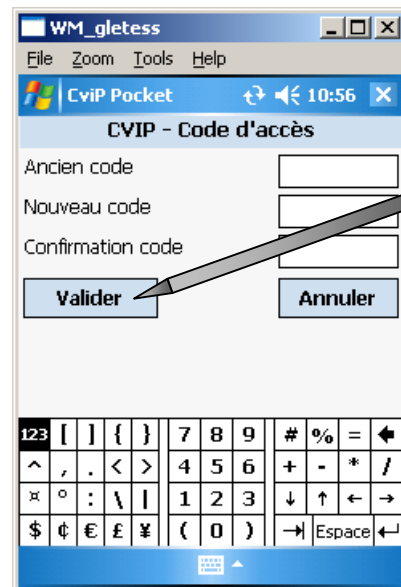 WM_gletess
File Zoom Tools Help
CviP Pocket 10:56
CVIP - Code d'accès
Ancien code
Nouveau code
Confirmation code
Valider Annuler
123 [ ] { } 7 8 9 # % = 🡸
^ , . < > 4 5 6 + - * /
¤ ° : \ | 1 2 3 ↓ ↑ ← →
$ ¢ € £ ¥ ( 0 ) →| Espace ↵